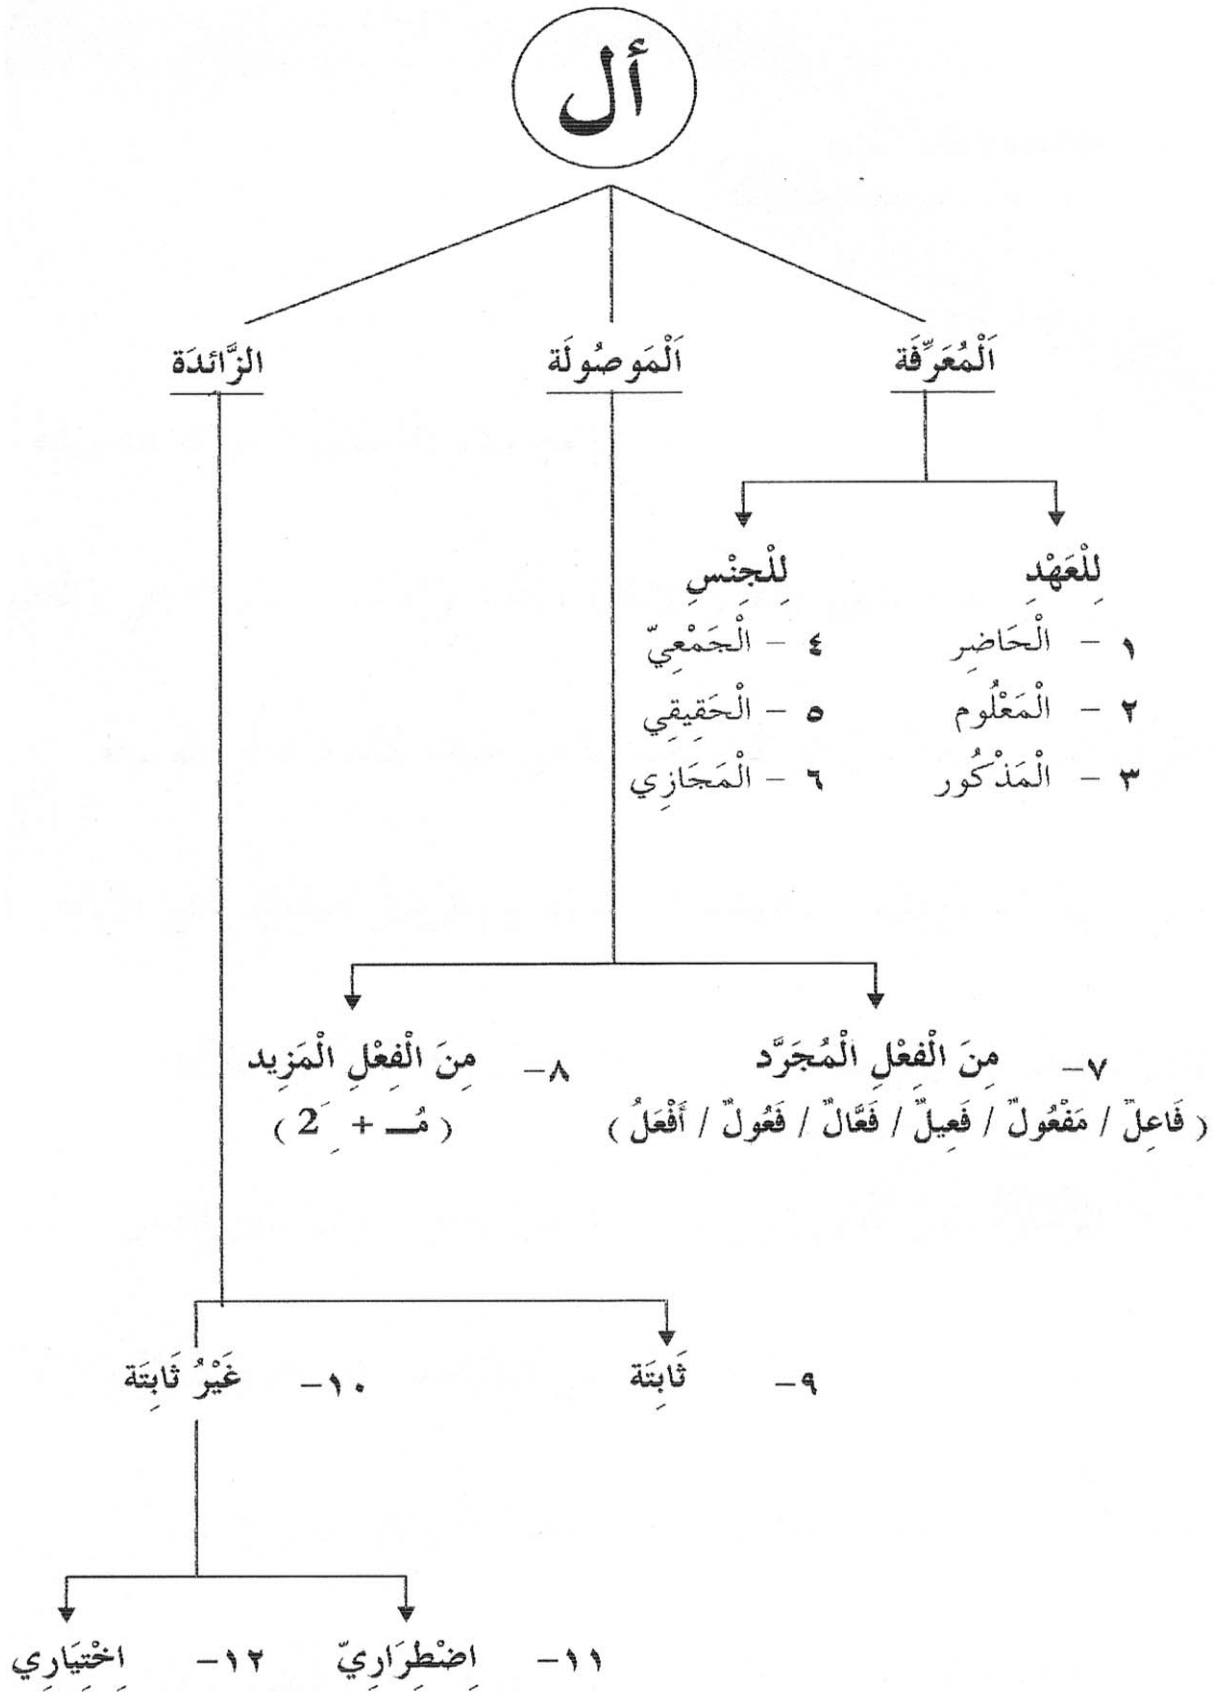 أل
اَلْمُعَرِّفَة اَلْمَوصُولَة الزَّائدَة
لِلْعَهْدِ لِلْجِنْسِ
١ - الْحَاضِر ٤ - الْجَمْعِيّ
٢ - الْمَعْلُوم ٥ - الْحَقِيقِي
٣ - الْمَذْكُور ٦ - الْمَجَازِي
٧- مِنَ الْفِعْلِ الْمُجَرَّد ٨- مِنَ الْفِعْلِ الْمَزِيد
( فَاعِلٌ / مَفْعُولٌ / فَعِيلٌ / فَعَّالٌ / فَعُولٌ / أَفْعَلُ ) ( مُـ + َِ 2 )
٩- ثَابِتَة ١٠- غَيْرُ ثَابِتَة
١١- اِضْطِرَارِيّ ١٢- اِخْتِيَارِي